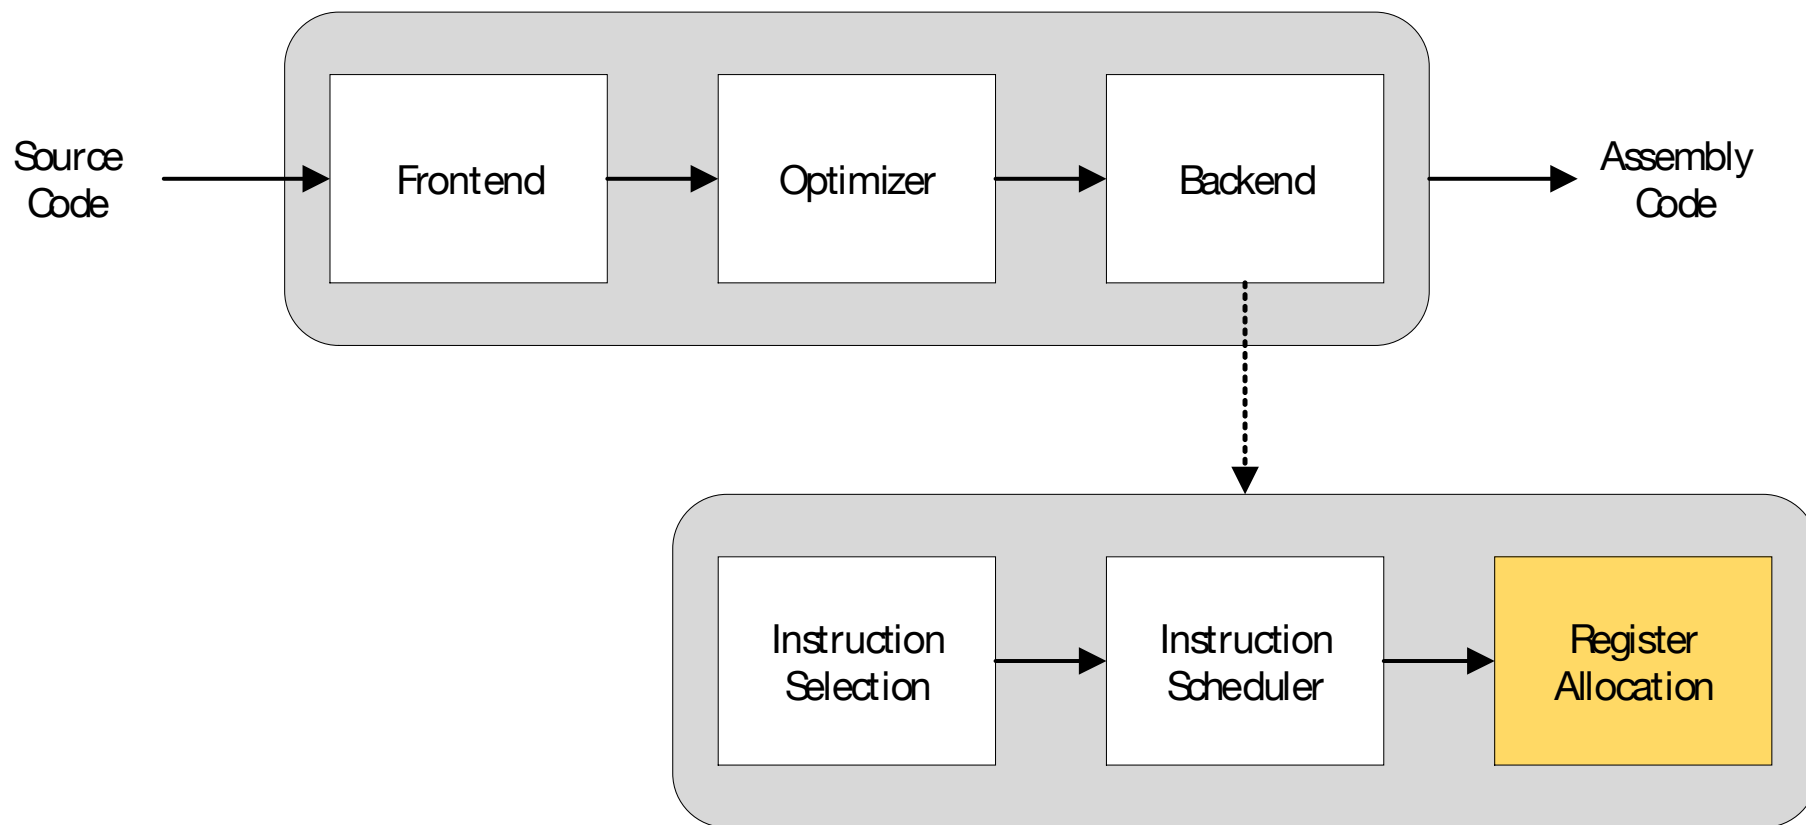 Source
Code
Frontend
Optimizer
Backend
Assembly
Code
Instruction
Selection
Instruction
Scheduler
Register
Allocation